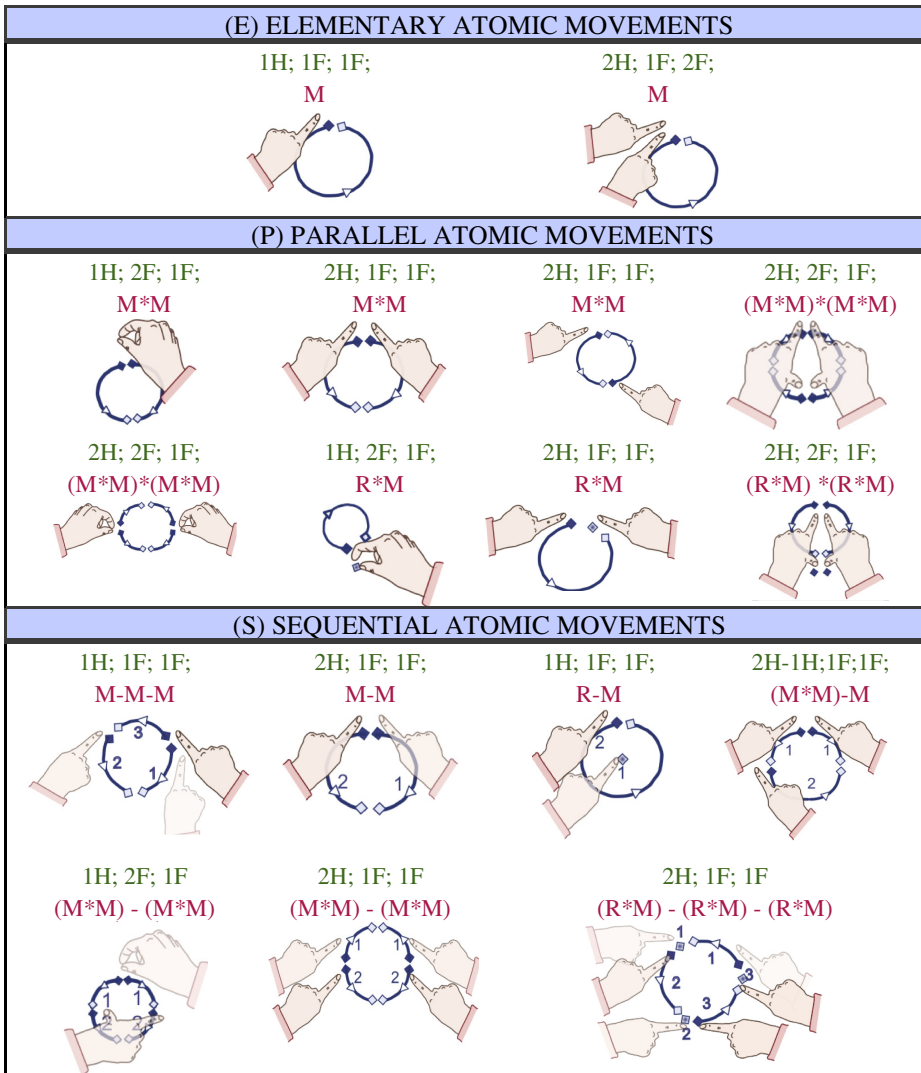 (E) ELEMENTARY ATOMIC MOVEMENTS
1H; 1F; 1F;
M
2H; 1F; 2F;
M
(P) PARALLEL ATOMIC MOVEMENTS
1H; 2F; 1F;
M*M
2H; 1F; 1F;
M*M
2H; 1F; 1F;
M*M
2H; 2F; 1F;
(M*M)*(M*M)
2H; 2F; 1F;
(M*M)*(M*M)
1H; 2F; 1F;
R*M
2H; 1F; 1F;
R*M
2H; 2F; 1F;
(R*M) *(R*M)
(S) SEQUENTIAL ATOMIC MOVEMENTS
1H; 1F; 1F;
M-M-M
3
2
1
2H; 1F; 1F;
M-M
2
1
1H; 1F; 1F;
R-M
2
1
2H-1H;1F;1F;
(M*M)-M
1
1
2
1H; 2F; 1F
(M*M) - (M*M)
1
1
2
2
2H; 1F; 1F
(M*M) - (M*M)
1
1
2
2
2H; 1F; 1F
(R*M) - (R*M) - (R*M)
1
1
2
3
3
2